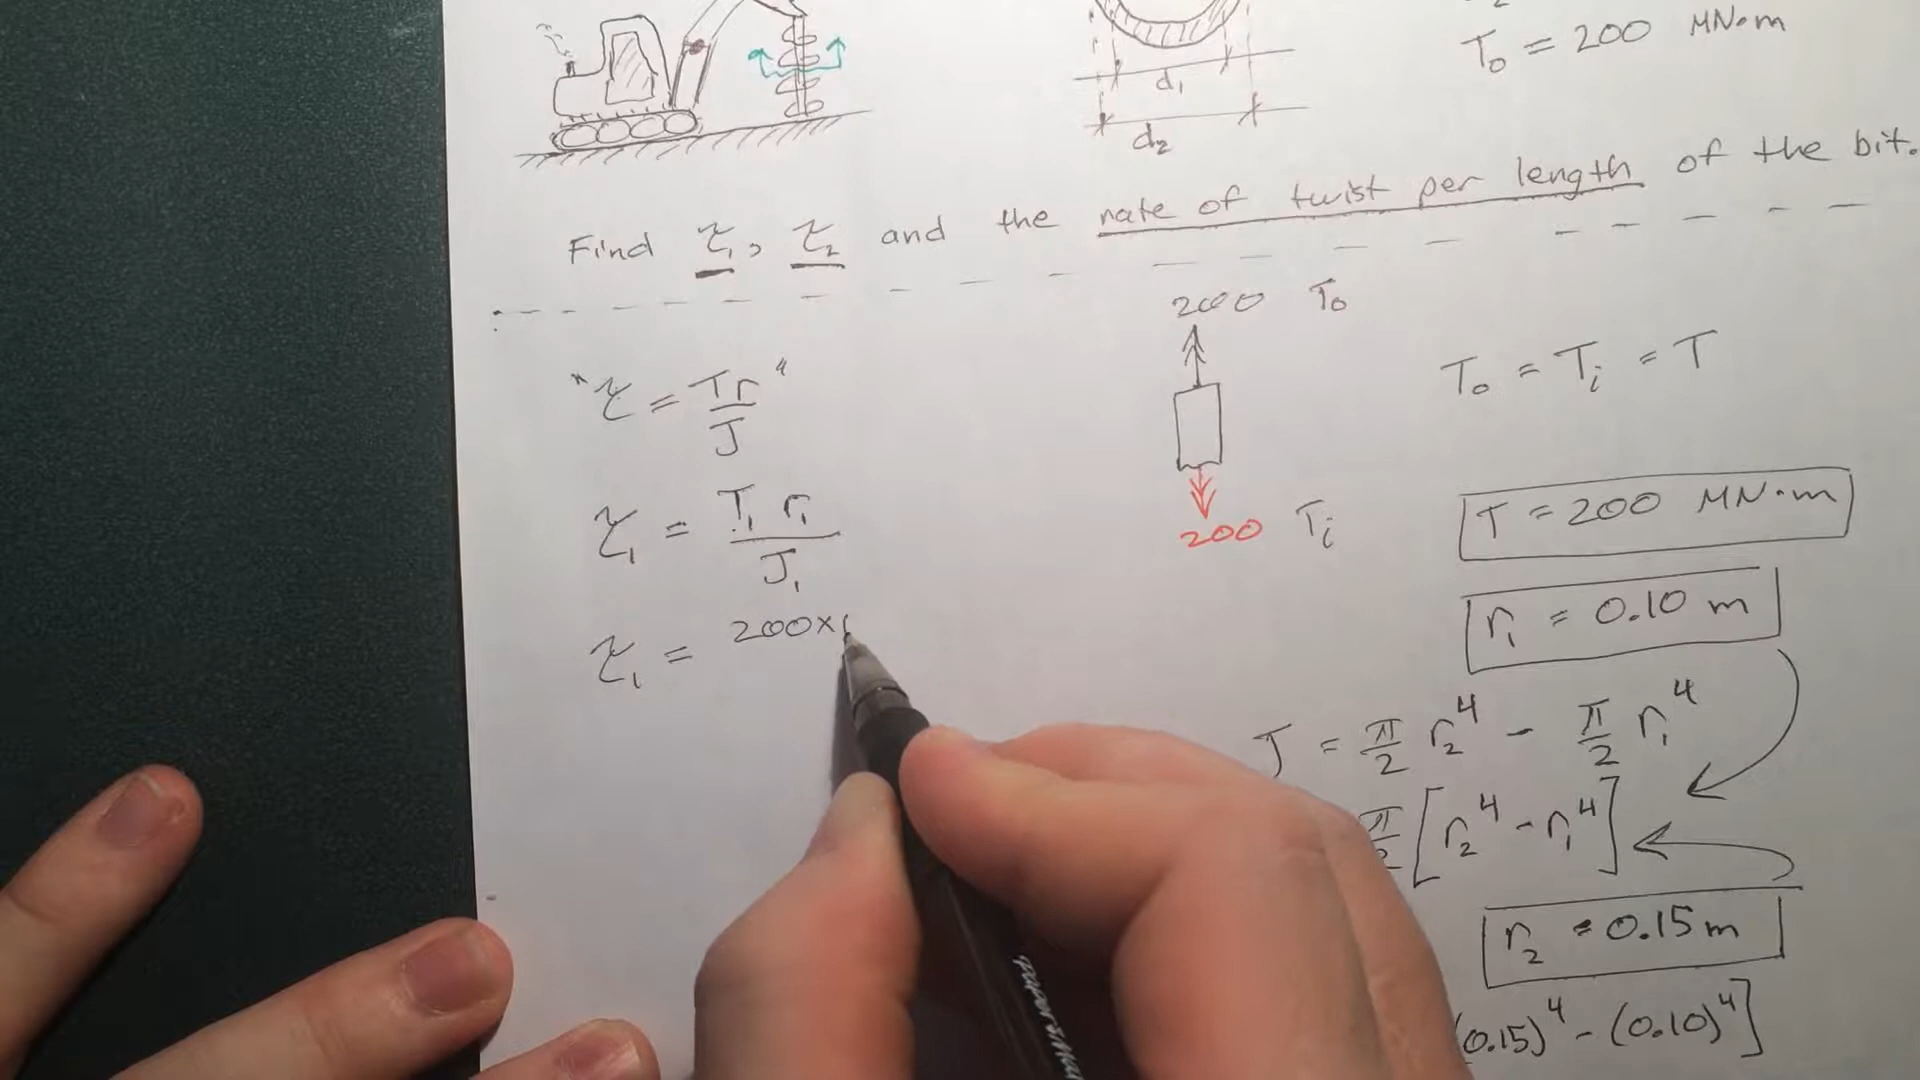 T₀ = 200 MN·m
d₁
d₂
Find τ₁, τ₂ and the rate of twist per length of the bit.
200 T₀
"τ = Tr/J"
T₀ = Tᵢ = T
τ₁ = T₁ r₁ / J₁
T = 200 MN·m
200 Tᵢ
r₁ = 0.10 m
τ₁ = 200×
J = π/2 r₂⁴ - π/2 r₁⁴
π/2 [r₂⁴ - r₁⁴]
r₂ = 0.15 m
(0.15)⁴ - (0.10)⁴]